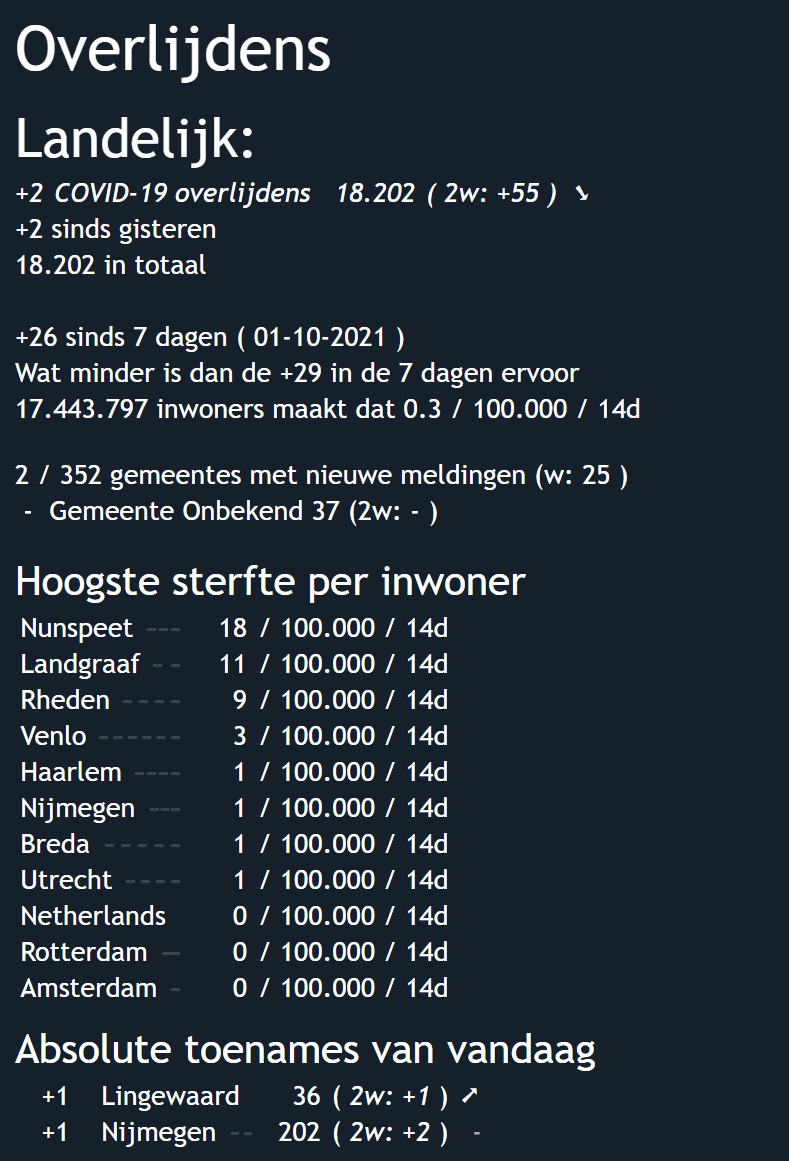 Overlijdens
Landelijk:
+2 COVID-19 overlijdens 18.202 ( 2w: +55 ) ➘
+2 sinds gisteren
18.202 in totaal
+26 sinds 7 dagen ( 01-10-2021 )
Wat minder is dan de +29 in de 7 dagen ervoor
17.443.797 inwoners maakt dat 0.3 / 100.000 / 14d
2 / 352 gemeentes met nieuwe meldingen (w: 25 )
- Gemeente Onbekend 37 (2w: - )
Hoogste sterfte per inwoner
Nunspeet --- 18 / 100.000 / 14d
Landgraaf -- 11 / 100.000 / 14d
Rheden ---- 9 / 100.000 / 14d
Venlo ------ 3 / 100.000 / 14d
Haarlem ---- 1 / 100.000 / 14d
Nijmegen --- 1 / 100.000 / 14d
Breda ----- 1 / 100.000 / 14d
Utrecht ---- 1 / 100.000 / 14d
Netherlands 0 / 100.000 / 14d
Rotterdam -- 0 / 100.000 / 14d
Amsterdam - 0 / 100.000 / 14d
Absolute toenames van vandaag
+1 Lingewaard 36 ( 2w: +1 ) ➚
+1 Nijmegen -- 202 ( 2w: +2 ) -